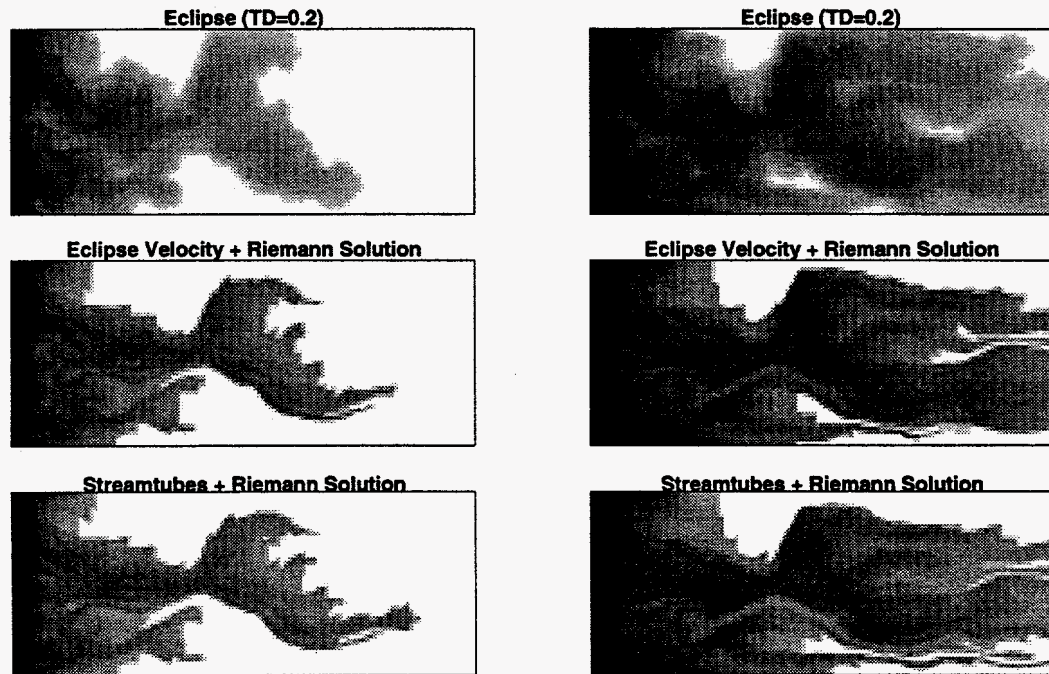 Eclipse (TD=0.2)
Eclipse (TD=0.2)
Eclipse Velocity + Riemann Solution
Eclipse Velocity + Riemann Solution
Streamtubes + Riemann Solution
Streamtubes + Riemann Solution